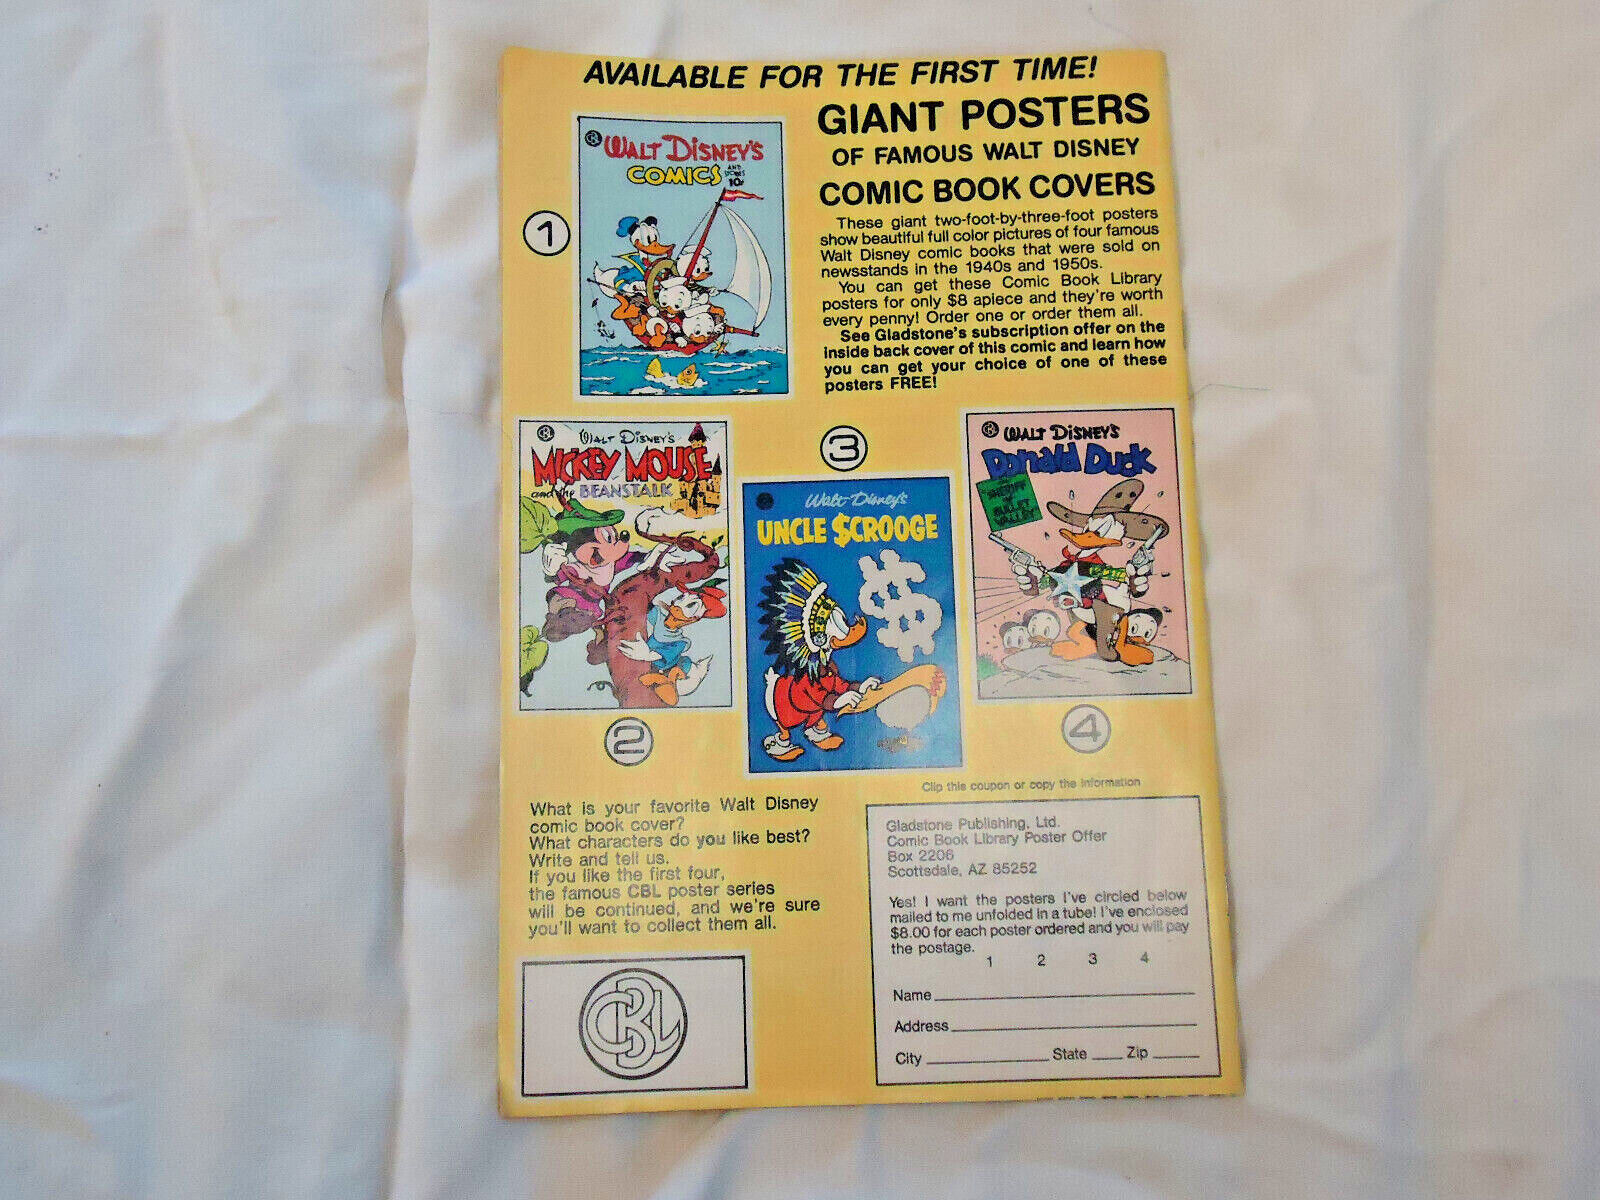 AVAILABLE FOR THE FIRST TIME!
GIANT POSTERS
OF FAMOUS WALT DISNEY
COMIC BOOK COVERS
These giant two-foot-by-three-foot posters
show beautiful full color pictures of four famous
Walt Disney comic books that were sold on
newsstands in the 1940s and 1950s.
You can get these Comic Book Library
posters for only $8 apiece and they're worth
every penny! Order one or order them all.
See Gladstone's subscription offer on the
inside back cover of this comic and learn how
you can get your choice of one of these
posters FREE!
1
WALT DISNEY'S
COMICS
AND
STORIES
10¢
WALT DISNEY'S
MICKEY MOUSE
and the BEANSTALK
2
3
Walt Disney's
UNCLE $CROOGE
WALT DISNEY'S
Donald Duck
SHERIFF
OF
BULLET
VALLEY
4
What is your favorite Walt Disney
comic book cover?
What characters do you like best?
Write and tell us.
If you like the first four,
the famous CBL poster series
will be continued, and we're sure
you'll want to collect them all.
CBL
Clip this coupon or copy the information
Gladstone Publishing, Ltd.
Comic Book Library Poster Offer
Box 2206
Scottsdale, AZ 85252
Yes! I want the posters I've circled below
mailed to me unfolded in a tube! I've enclosed
$8.00 for each poster ordered and you will pay
the postage.
1 2 3 4
Name
Address
City State Zip